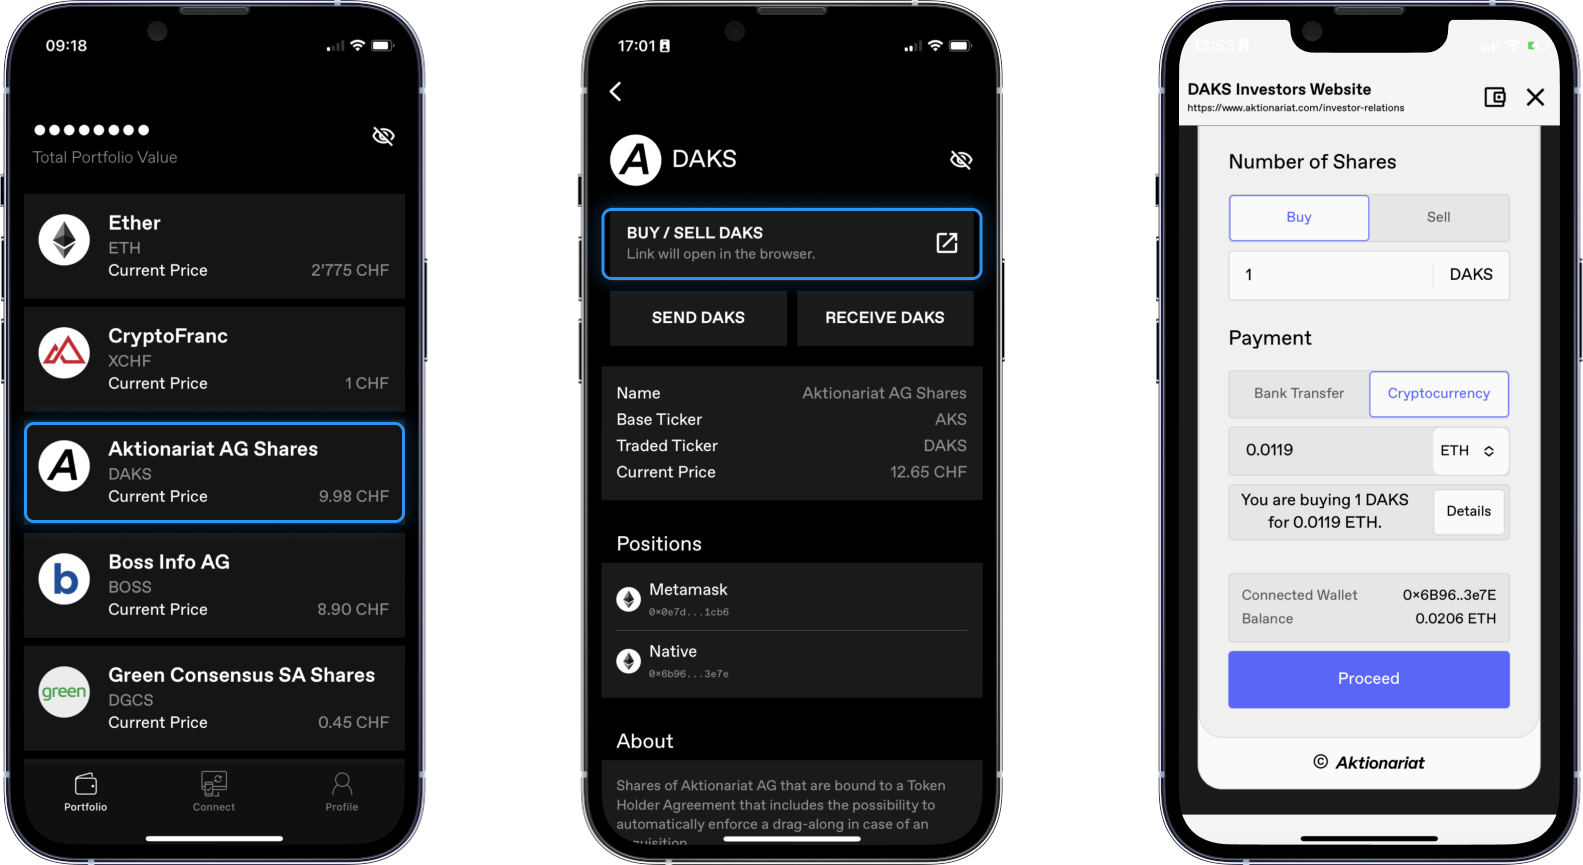 09:18
Total Portfolio Value
Ether
ETH
Current Price 2'775 CHF
CryptoFranc
XCHF
Current Price 1 CHF
A
Aktionariat AG Shares
DAKS
Current Price 9.98 CHF
b
Boss Info AG
BOSS
Current Price 8.90 CHF
green
Green Consensus SA Shares
DGCS
Current Price 0.45 CHF
Portfolio Connect Profile
17:01
A DAKS
BUY / SELL DAKS
Link will open in the browser.
SEND DAKS RECEIVE DAKS
Name Aktionariat AG Shares
Base Ticker AKS
Traded Ticker DAKS
Current Price 12.65 CHF
Positions
Metamask
0x0e7d...1cb6
Native
0x6b96...3e7e
About
Shares of Aktionariat AG that are bound to a Token
Holder Agreement that includes the possibility to
automatically enforce a drag-along in case of an
13:53
DAKS Investors Website
https://www.aktionariat.com/investor-relations
Number of Shares
Buy Sell
1 DAKS
Payment
Bank Transfer Cryptocurrency
0.0119 ETH
You are buying 1 DAKS
for 0.0119 ETH.
Details
Connected Wallet 0×6B96..3e7E
Balance 0.0206 ETH
Proceed
© Aktionariat